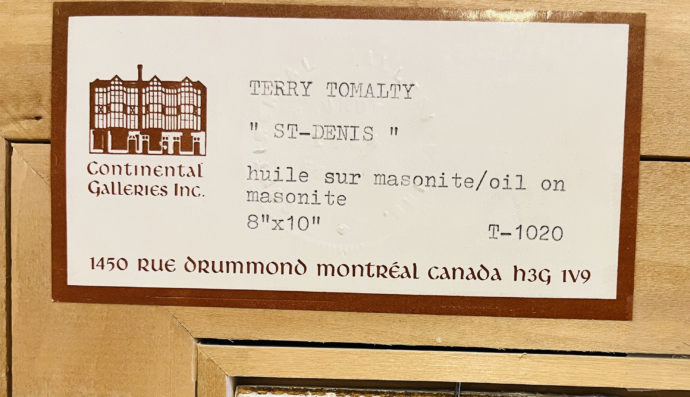 TERRY TOMALTY
" ST-DENIS "
Continental
Galleries Inc.
huile sur masonite/oil on
masonite
8"x10"
T-1020
1450 rue drummond montréal canada h3g 1v9